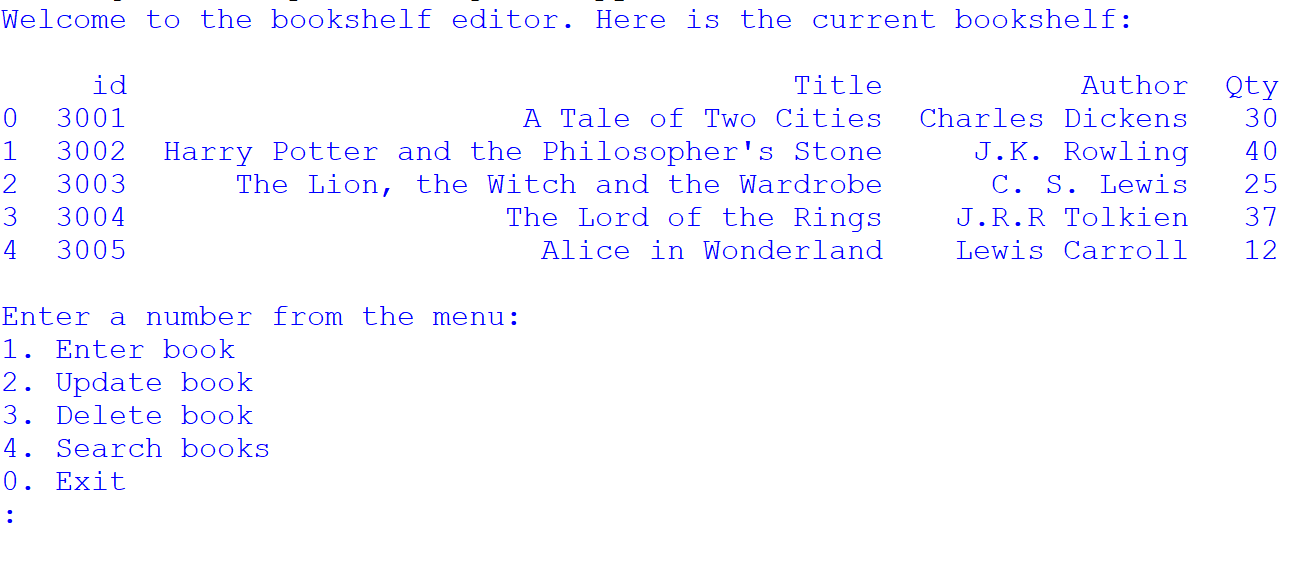 Welcome to the bookshelf editor. Here is the current bookshelf:
id Title Author Qty
0 3001 A Tale of Two Cities Charles Dickens 30
1 3002 Harry Potter and the Philosopher's Stone J.K. Rowling 40
2 3003 The Lion, the Witch and the Wardrobe C. S. Lewis 25
3 3004 The Lord of the Rings J.R.R Tolkien 37
4 3005 Alice in Wonderland Lewis Carroll 12
Enter a number from the menu:
1. Enter book
2. Update book
3. Delete book
4. Search books
0. Exit
: